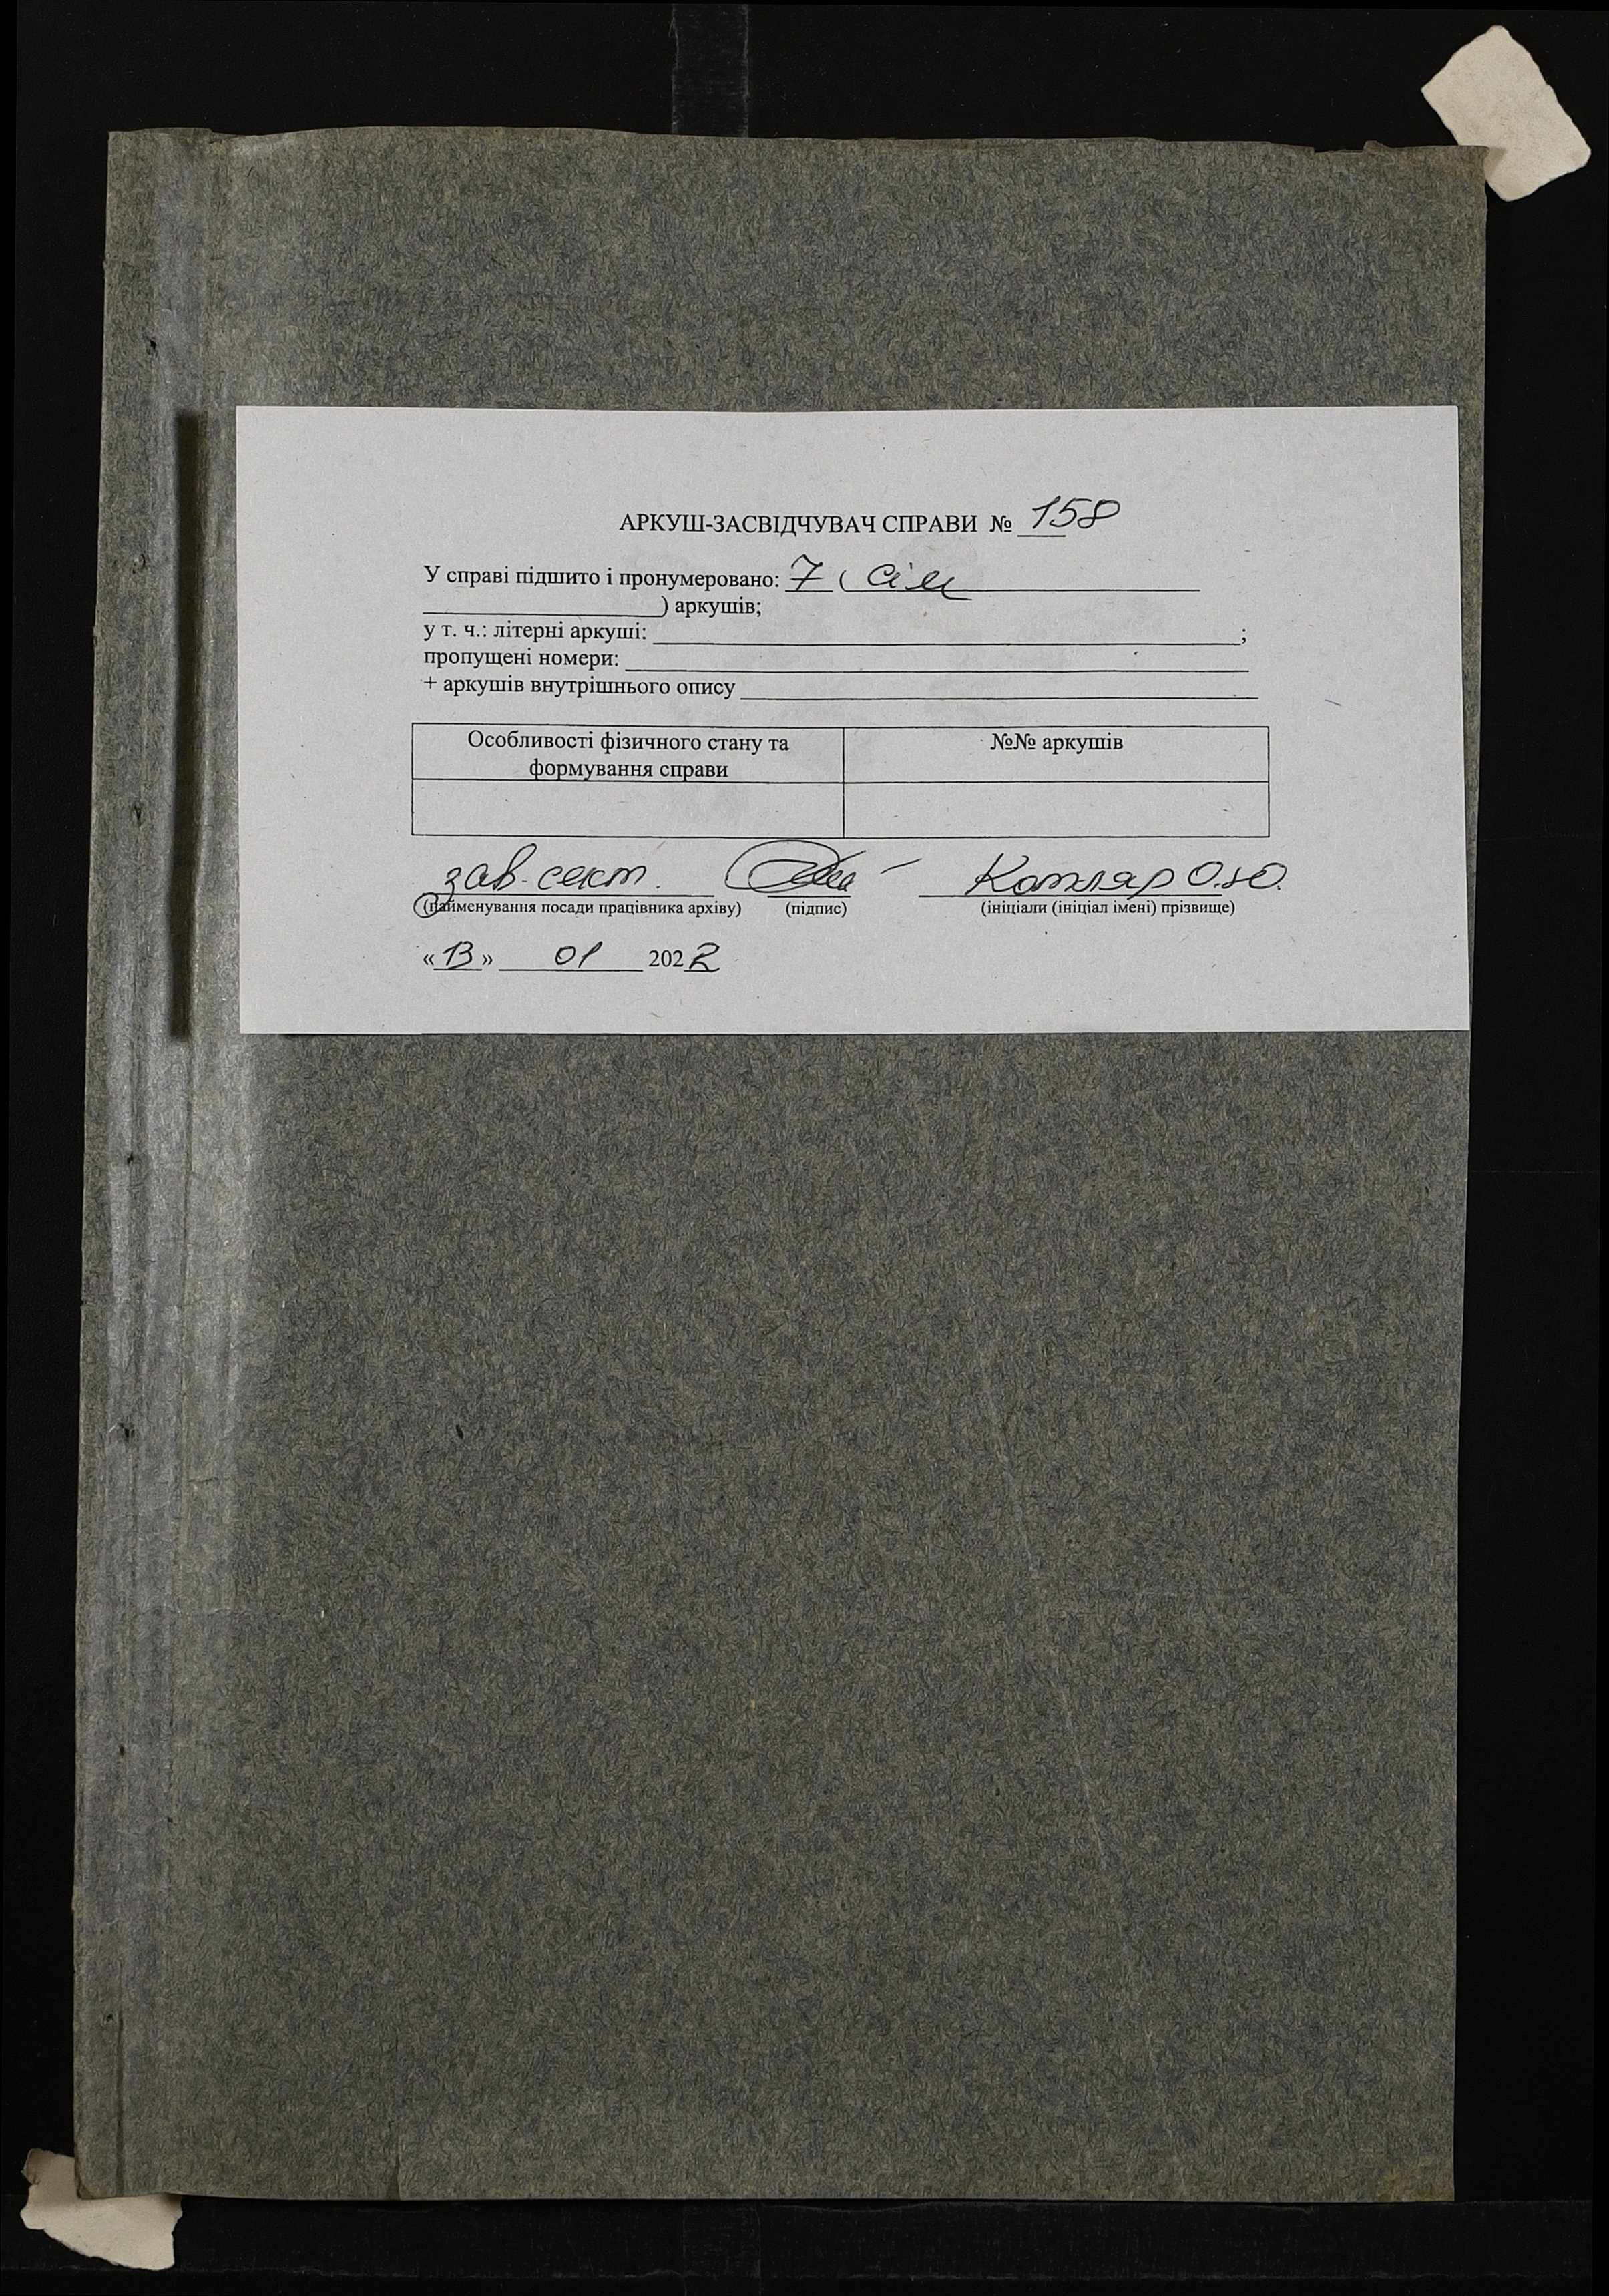 АРКУШ-ЗАСВІДЧУВАЧ СПРАВИ № 158
У справі підшито і пронумеровано: 7 ( сім
) аркушів;
у т. ч.: літерні аркуші: ;
пропущені номери:
+ аркушів внутрішнього опису
Особливості фізичного стану та №№ аркушів
формування справи
зав. сект. Котляр О.Ю.
(найменування посади працівника архіву) (підпис) (ініціали (ініціал імені) прізвище)
«13» 01 2022